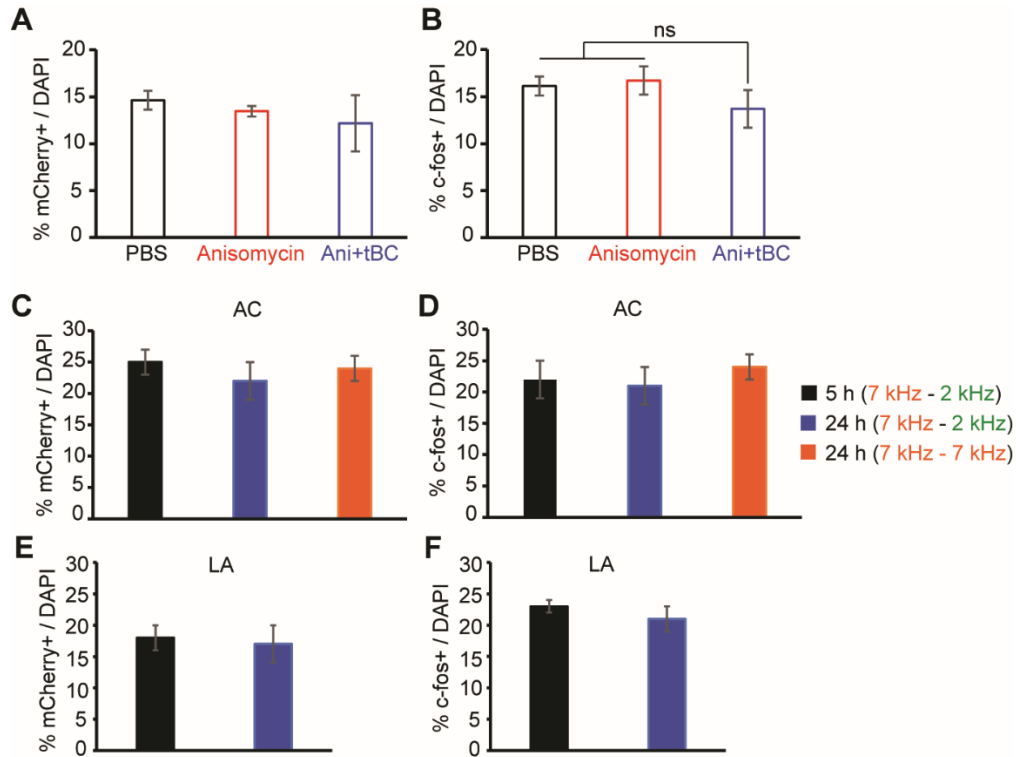 A
% mCherry+ / DAPI
20
15
10
5
0
PBS
Anisomycin
Ani+tBC
B
ns
% c-fos+ / DAPI
20
15
10
5
0
PBS
Anisomycin
Ani+tBC
C
AC
% mCherry+ / DAPI
30
25
20
15
10
5
0
D
AC
% c-fos+ / DAPI
30
25
20
15
10
5
0
5 h (7 kHz - 2 kHz)
24 h (7 kHz - 2 kHz)
24 h (7 kHz - 7 kHz)
E
LA
% mCherry+ / DAPI
30
25
20
15
10
5
0
F
LA
% c-fos+ / DAPI
30
25
20
15
10
5
0